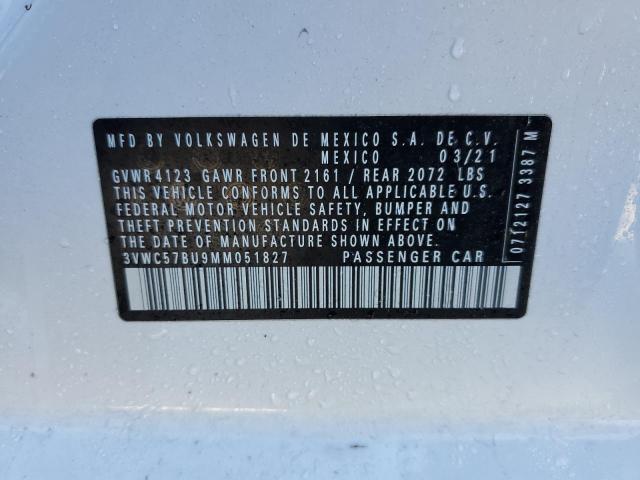 MFD BY VOLKSWAGEN DE MEXICO S.A. DE C.V.
MEXICO 03/21
GVWR 4123 GAWR FRONT 2161 / REAR 2072 LBS
THIS VEHICLE CONFORMS TO ALL APPLICABLE U.S.
FEDERAL MOTOR VEHICLE SAFETY, BUMPER AND
THEFT PREVENTION STANDARDS IN EFFECT ON
THE DATE OF MANUFACTURE SHOWN ABOVE.
3VWC57BU9MM051827 PASSENGER CAR
0712127 3387 M